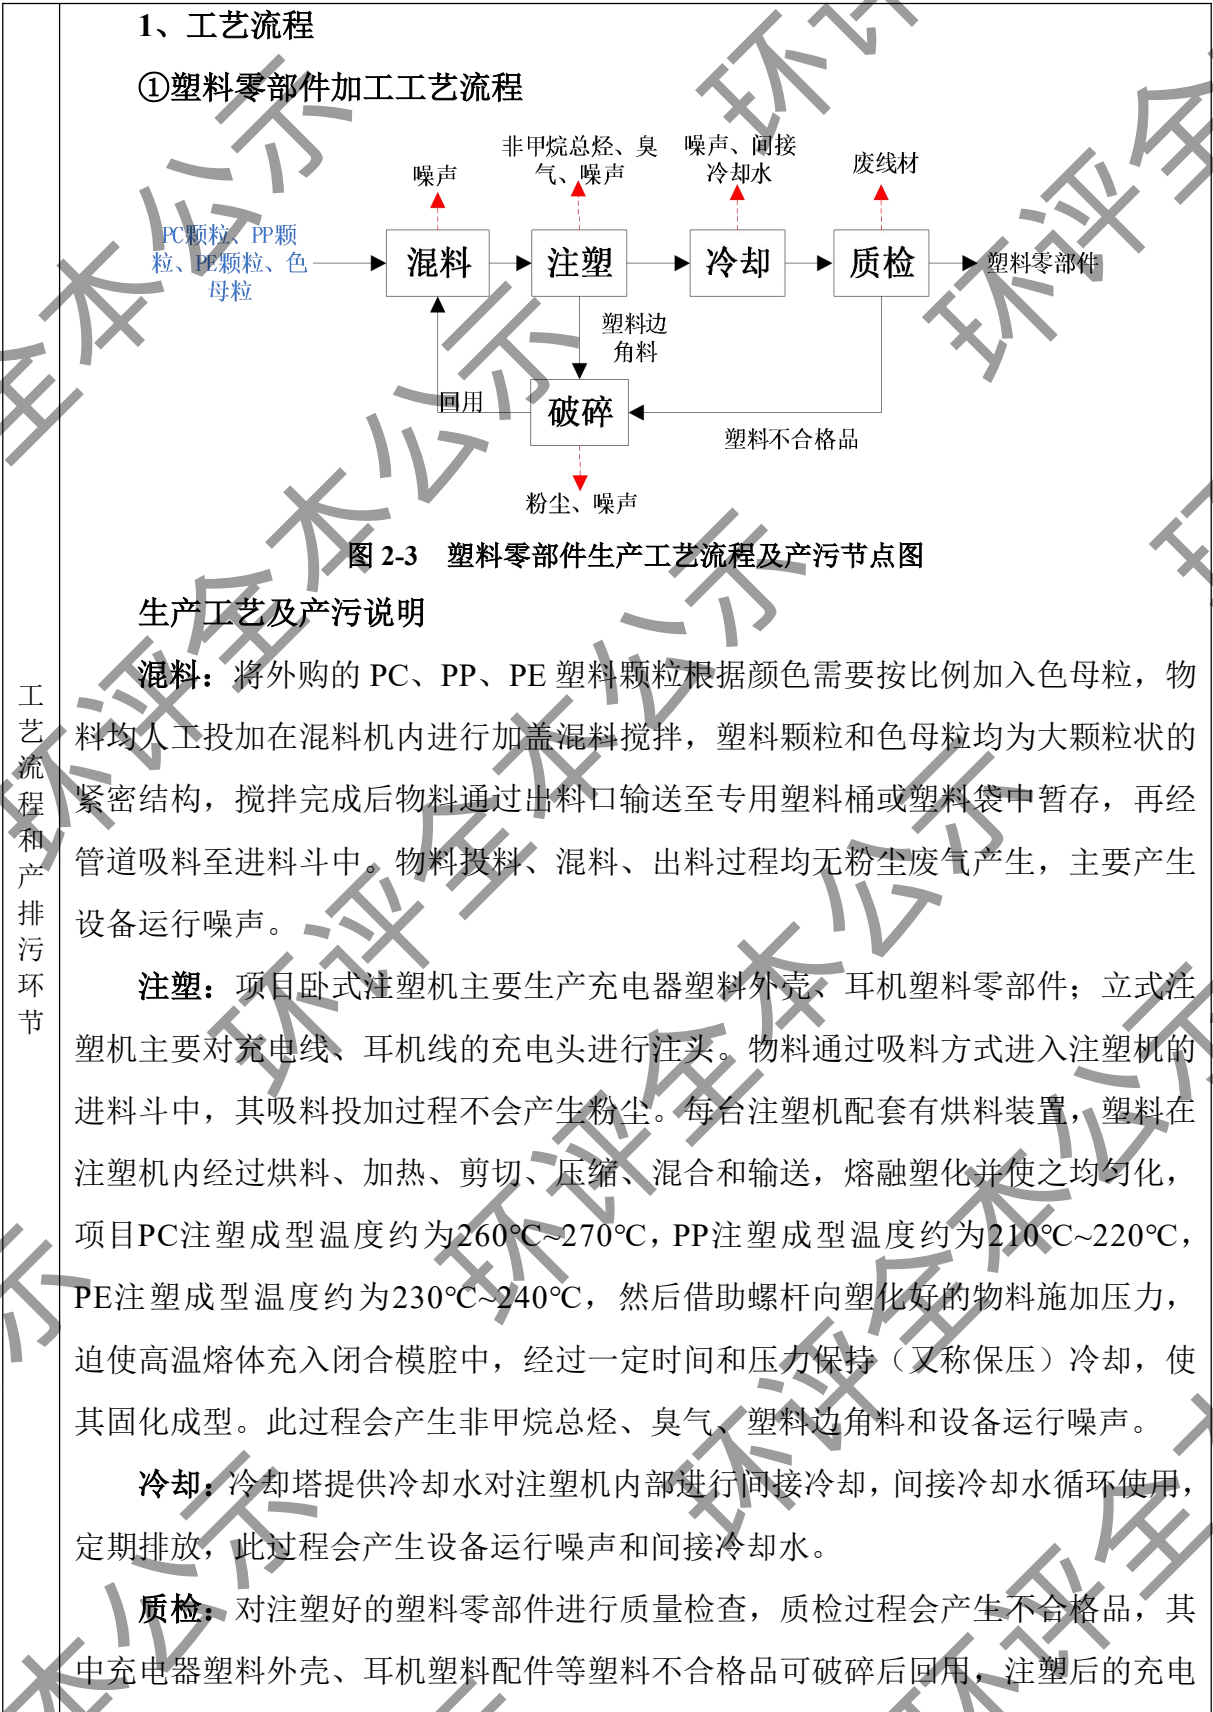 1、工艺流程
①塑料零部件加工工艺流程
非甲烷总烃、臭
气、噪声
噪声、间接
冷却水
噪声
废线材
PC颗粒、PP颗
粒、PE颗粒、色
母粒
混料
注塑
冷却
质检
塑料零部件
塑料边
角料
回用
破碎
塑料不合格品
粉尘、噪声
图 2-3 塑料零部件生产工艺流程及产污节点图
生产工艺及产污说明
工艺流程和产排污环节
混料：将外购的 PC、PP、PE 塑料颗粒根据颜色需要按比例加入色母粒，物
料均人工投加在混料机内进行加盖混料搅拌，塑料颗粒和色母粒均为大颗粒状的
紧密结构，搅拌完成后物料通过出料口输送至专用塑料桶或塑料袋中暂存，再经
管道吸料至进料斗中。物料投料、混料、出料过程均无粉尘废气产生，主要产生
设备运行噪声。
注塑：项目卧式注塑机主要生产充电器塑料外壳、耳机塑料零部件；立式注
塑机主要对充电线、耳机线的充电头进行注头。物料通过吸料方式进入注塑机的
进料斗中，其吸料投加过程不会产生粉尘。每台注塑机配套有烘料装置，塑料在
注塑机内经过烘料、加热、剪切、压缩、混合和输送，熔融塑化并使之均匀化，
项目PC注塑成型温度约为260℃~270℃，PP注塑成型温度约为210℃~220℃，
PE注塑成型温度约为230℃~240℃，然后借助螺杆向塑化好的物料施加压力，
迫使高温熔体充入闭合模腔中，经过一定时间和压力保持（又称保压）冷却，使
其固化成型。此过程会产生非甲烷总烃、臭气、塑料边角料和设备运行噪声。
冷却：冷却塔提供冷却水对注塑机内部进行间接冷却，间接冷却水循环使用，
定期排放，此过程会产生设备运行噪声和间接冷却水。
质检：对注塑好的塑料零部件进行质量检查，质检过程会产生不合格品，其
中充电器塑料外壳、耳机塑料配件等塑料不合格品可破碎后回用，注塑后的充电
环评全本公示
环评全本公示
环评全本公示
环评全本公示